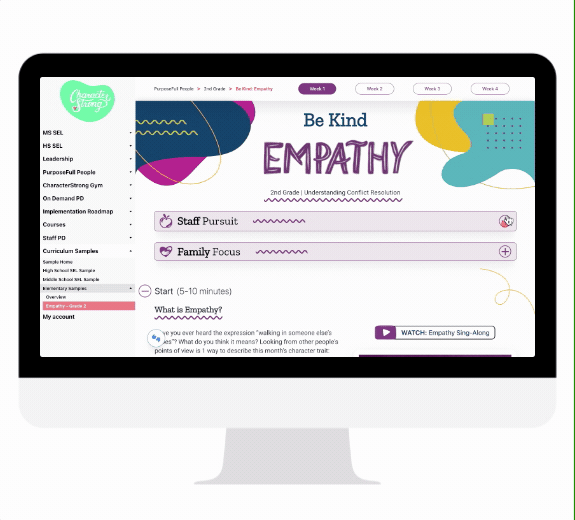 Character
Strong
PurposeFull People > 2nd Grade > Be Kind: Empathy
Week 1
Week 2
Week 3
Week 4
MS SEL
HS SEL
Leadership
PurposeFull People
CharacterStrong Gym
On Demand PD
Implementation Roadmap
Courses
Staff PD
Curriculum Samples
Sample Home
High School SEL Sample
Middle School SEL Sample
Elementary Samples
Overview
Empathy—Grade 2
My account
Be Kind
EMPATHY
2nd Grade | Understanding Conflict Resolution
Staff Pursuit
Family Focus
Start (5-10 minutes)
What is Empathy?
ve you ever heard the expression "walking in someone else's
es"? What do you think it means? Looking from other people's
points of view is 1 way to describe this month's character trait:
WATCH: Empathy Sing-Along